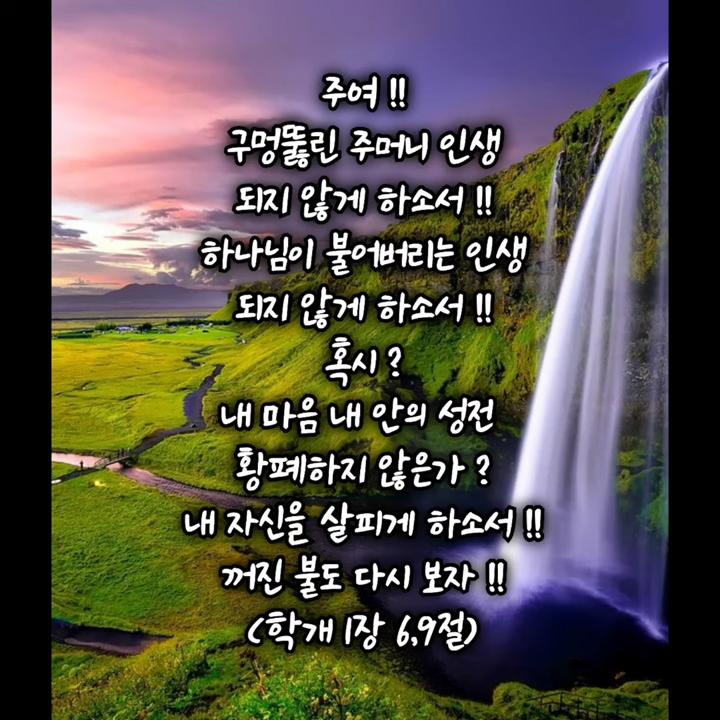 주여 !!
구멍뚫린 주머니 인생
되지 않게 하소서 !!
하나님이 불어버리는 인생
되지 않게 하소서 !!
혹시 ?
내 마음 내 안의 성전
황폐하지 않은가 ?
내 자신을 살피게 하소서 !!
꺼진 불도 다시 보자 !!
(학개 1장 6,9절)